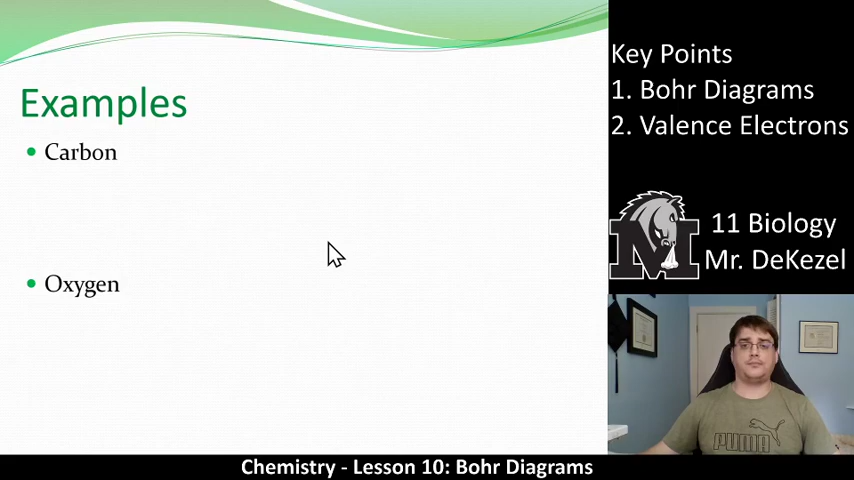 Examples
Carbon
Oxygen
Key Points
1. Bohr Diagrams
2. Valence Electrons
M
11 Biology
Mr. DeKezel
PUMA
Chemistry - Lesson 10: Bohr Diagrams